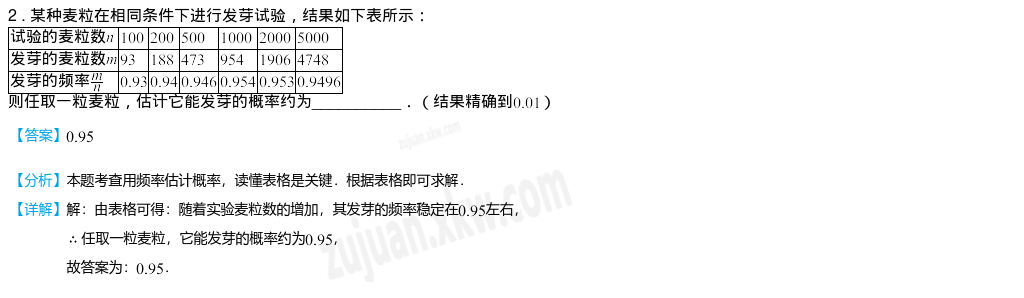 2．某种麦粒在相同条件下进行发芽试验，结果如下表所示：
试验的麦粒数n 100 200 500 1000 2000 5000
发芽的麦粒数m 93 188 473 954 1906 4748
发芽的频率m/n 0.93 0.94 0.946 0.954 0.953 0.9496
则任取一粒麦粒，估计它能发芽的概率约为___________．（结果精确到0.01）
【答案】0.95
【分析】本题考查用频率估计概率，读懂表格是关键．根据表格即可求解．
【详解】解：由表格可得：随着实验麦粒数的增加，其发芽的频率稳定在0.95左右，
∴任取一粒麦粒，它能发芽的概率约为0.95，
故答案为：0.95．
zujuan.xkw.com
zujuan.xkw.com